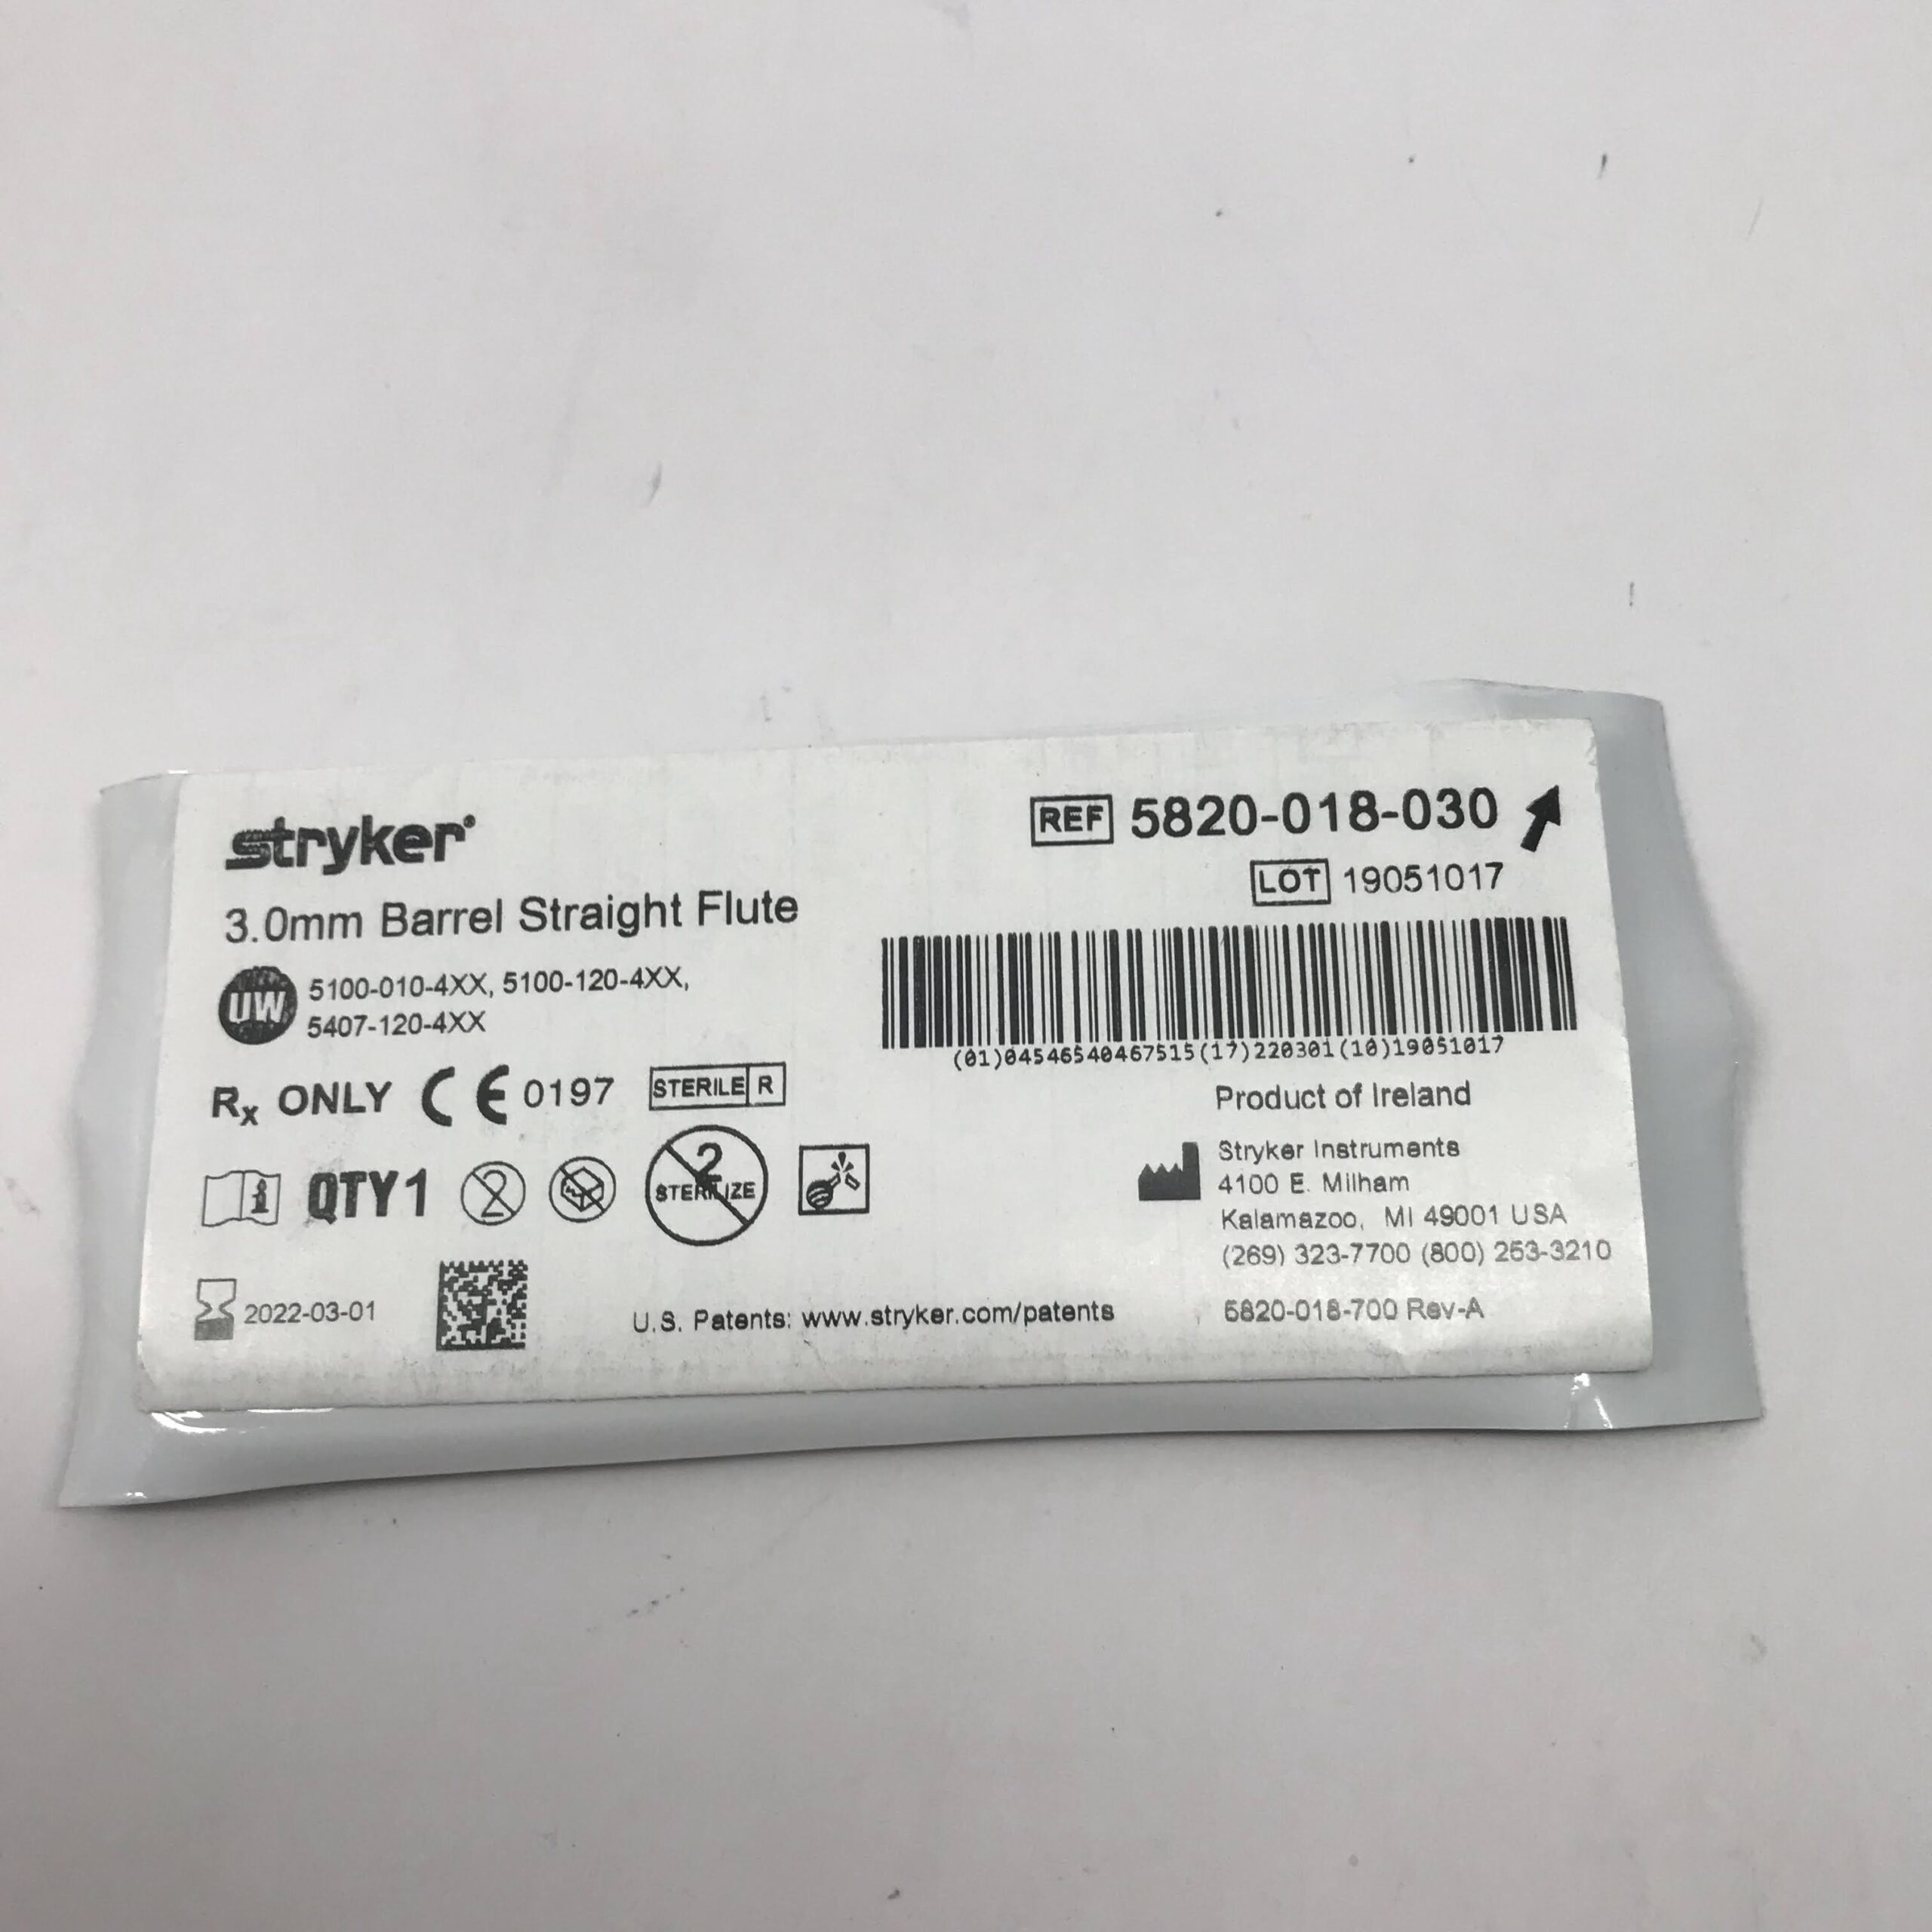 stryker
3.0mm Barrel Straight Flute
UW 5100-010-4XX, 5100-120-4XX,
5407-120-4XX
Rx ONLY CE 0197 STERILE R
QTY1 2 2 STERILIZE
2022-03-01
REF 5820-018-030
LOT 19051017
(01)04546540467515(17)220301(10)19051017
Product of Ireland
Stryker Instruments
4100 E. Milham
Kalamazoo, MI 49001 USA
(269) 323-7700 (800) 253-3210
U.S. Patents: www.stryker.com/patents
5820-018-700 Rev-A